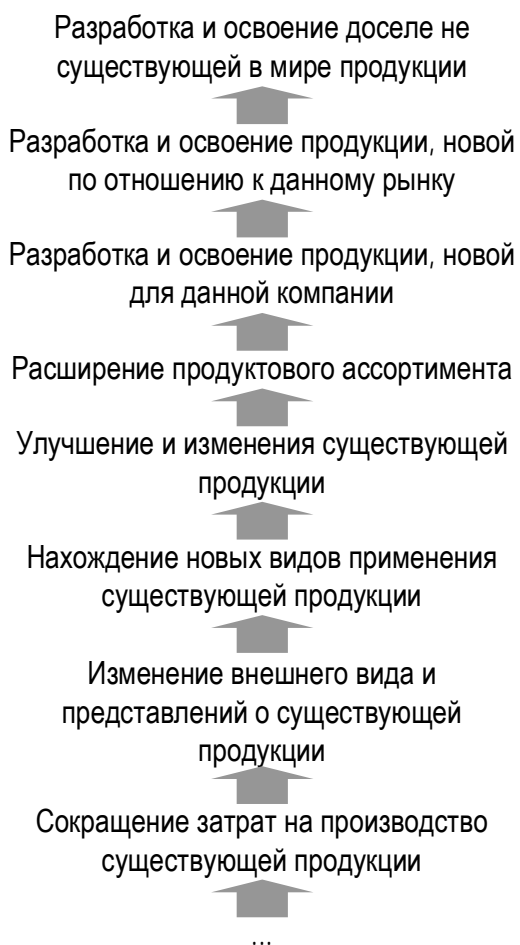 Разработка и освоение доселе не
существующей в мире продукции
Разработка и освоение продукции, новой
по отношению к данному рынку
Разработка и освоение продукции, новой
для данной компании
Расширение продуктового ассортимента
Улучшение и изменения существующей
продукции
Нахождение новых видов применения
существующей продукции
Изменение внешнего вида и
представлений о существующей
продукции
Сокращение затрат на производство
существующей продукции
...